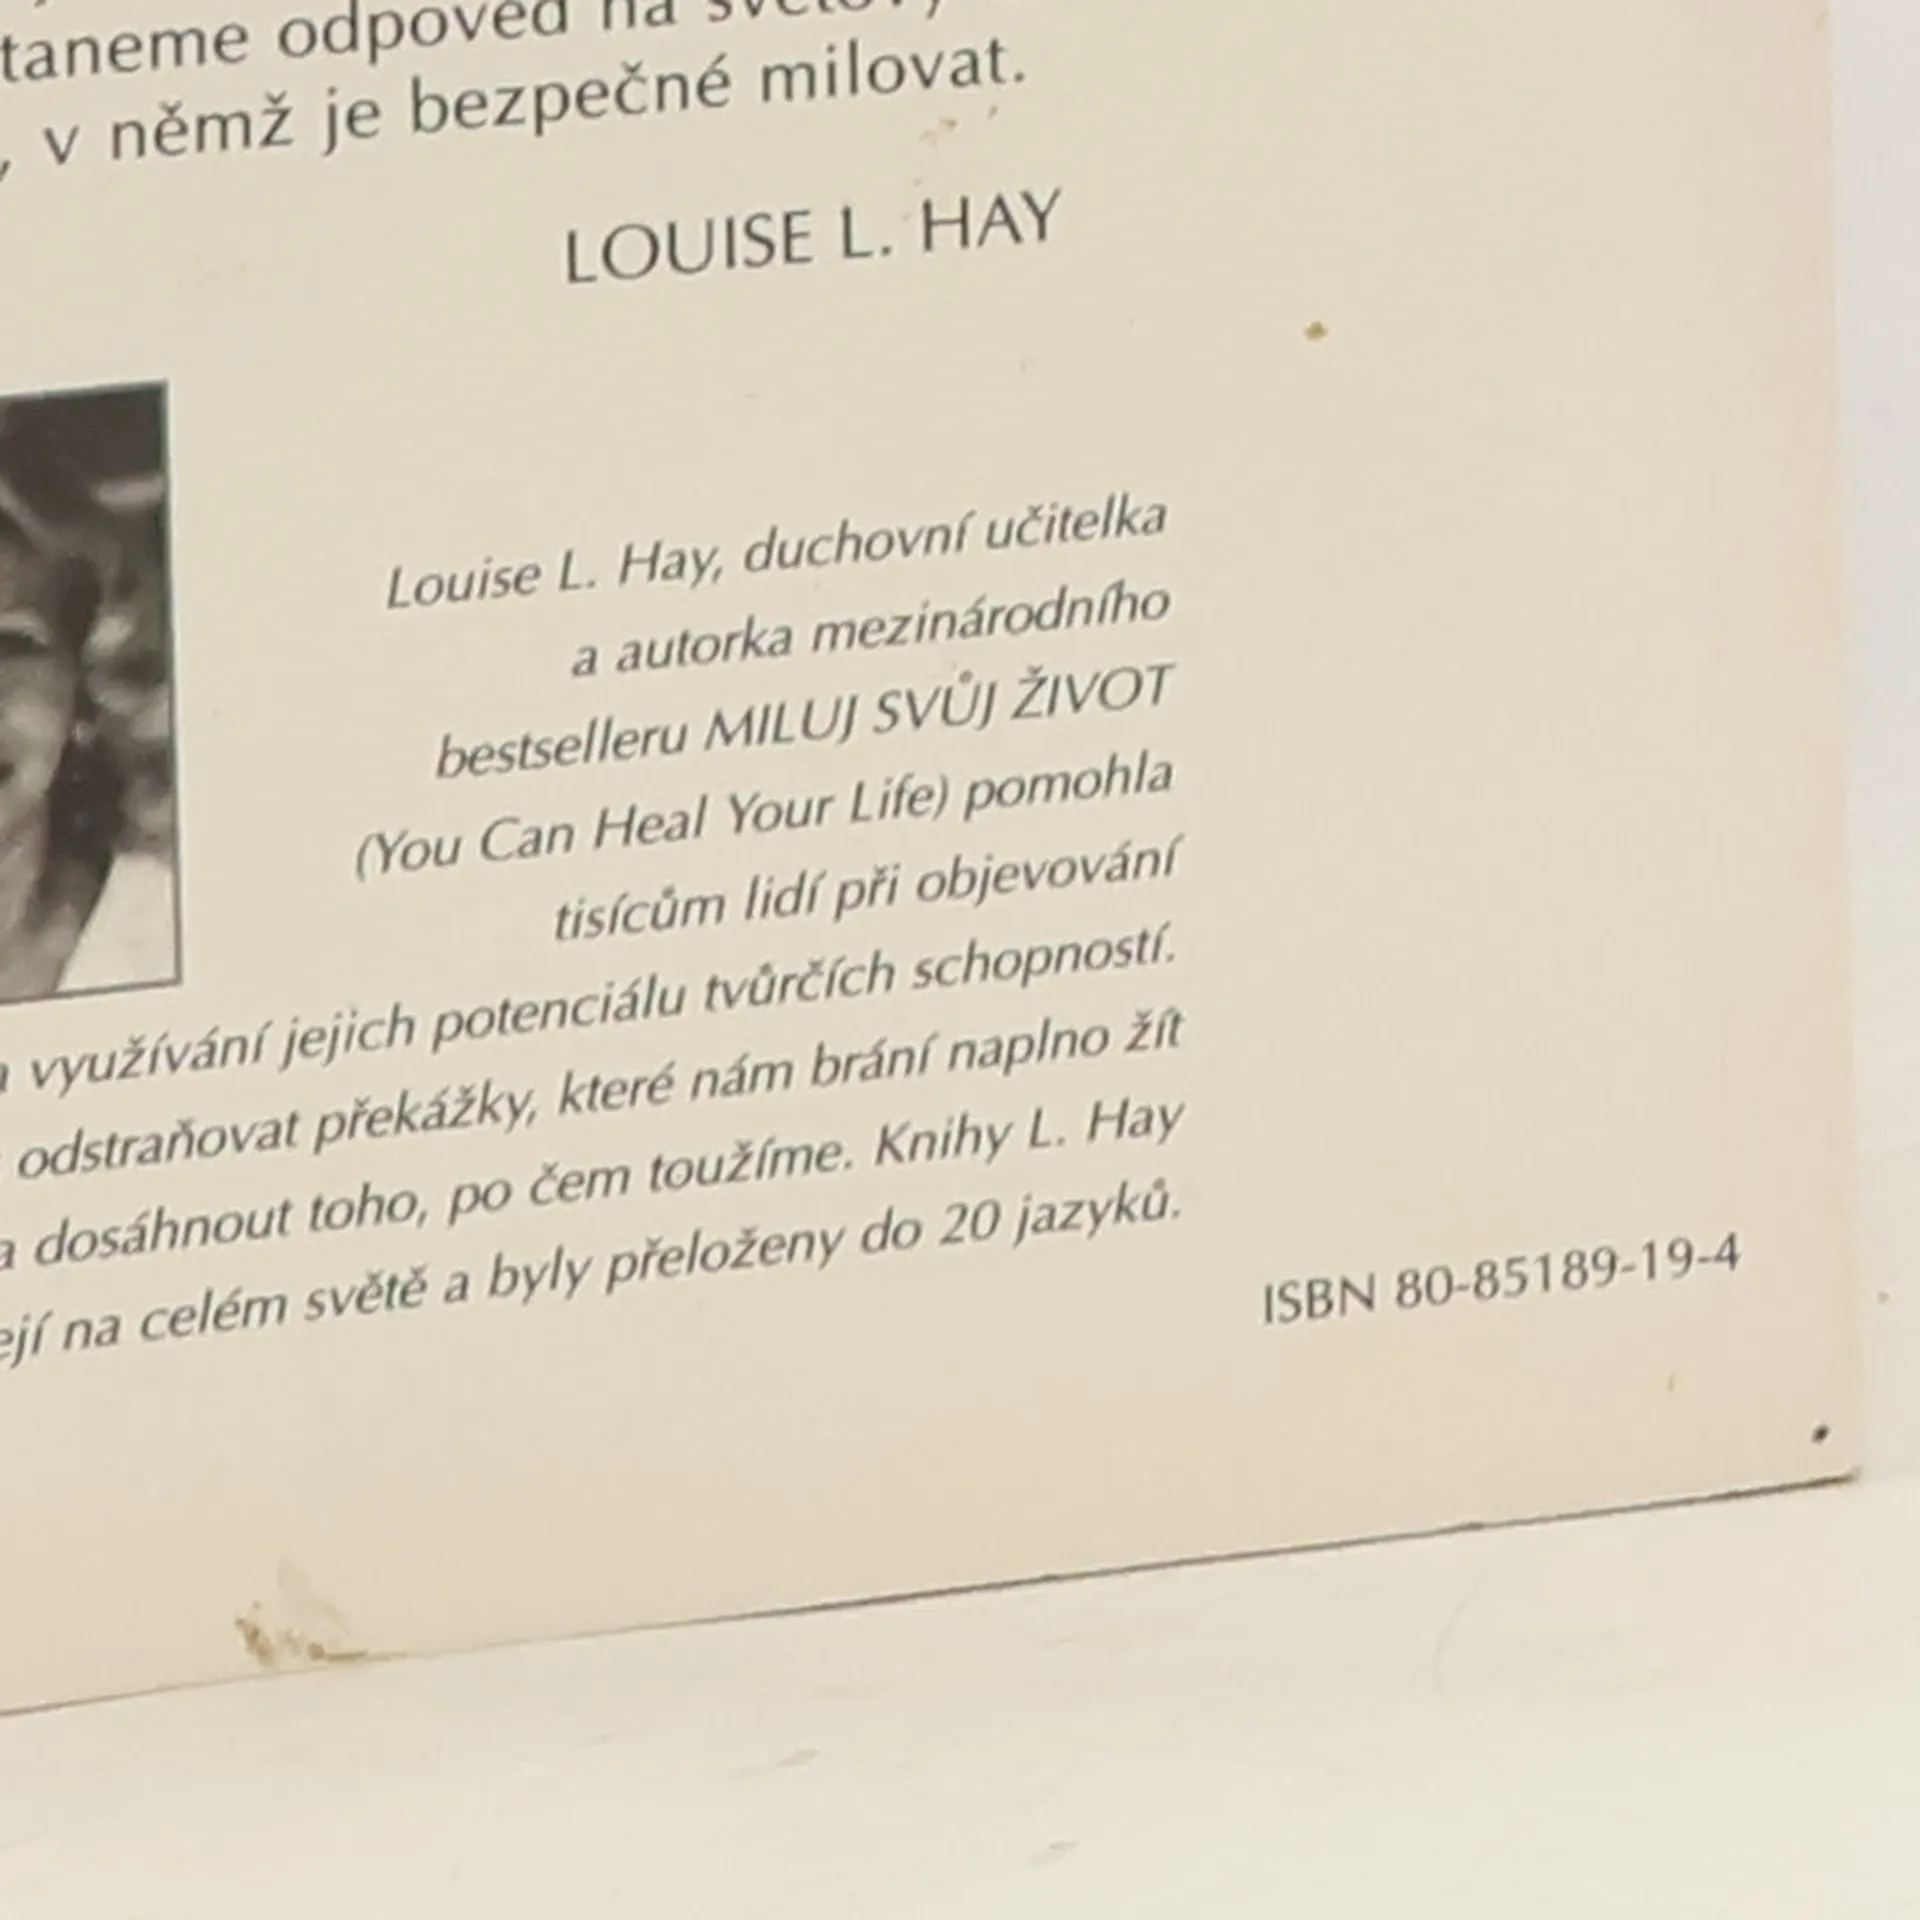 taneme odpověď na
, v němž je bezpečné milovat.
LOUISE L. HAY
Louise L. Hay, duchovní učitelka
a autorka mezinárodního
bestselleru MILUJ SVŮJ ŽIVOT
(You Can Heal Your Life) pomohla
tisícům lidí při objevování
využívání jejich potenciálu tvůrčích schopností.
odstraňovat překážky, které nám brání naplno žít
a dosáhnout toho, po čem toužíme. Knihy L. Hay
ejí na celém světě a byly přeloženy do 20 jazyků.
ISBN 80-85189-19-4